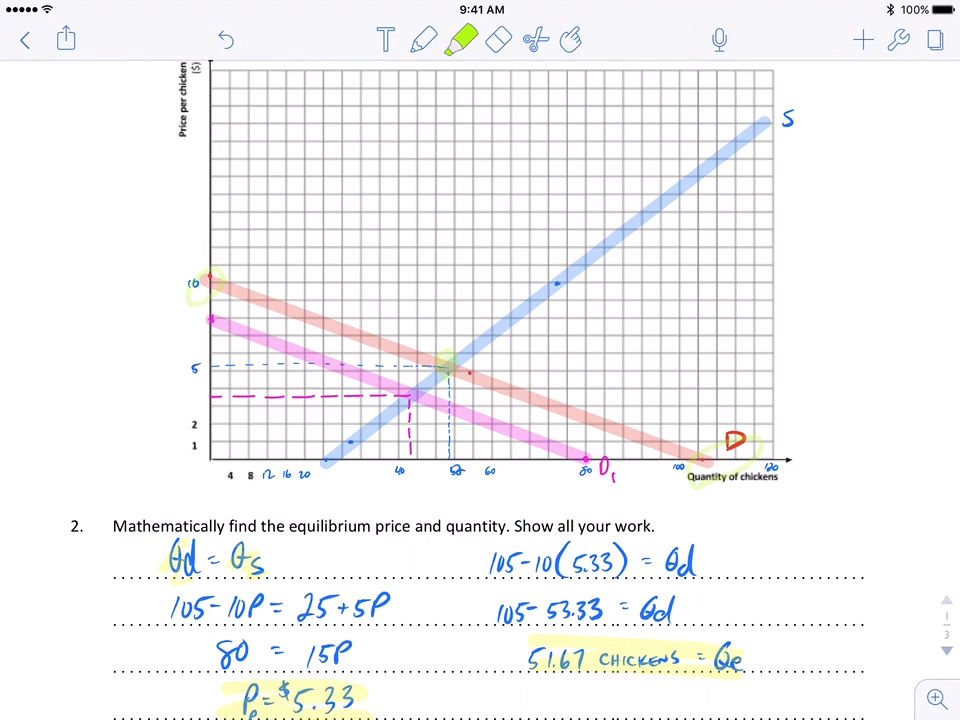 9:41 AM
100%
Price per chicken
($)
S
10
5
2
1
D
4 8 12 16 20 40 52 60 80 D1 100 120
Quantity of chickens
2. Mathematically find the equilibrium price and quantity. Show all your work.
Qd = Qs
105-10(5.33) = Qd
105-10P = 25+5P
105-53.33 = Qd
80 = 15P
51.67 CHICKENS = Qe
Pe = $5.33
1
3